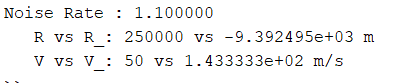 Noise Rate : 1.100000
R vs R_: 250000 vs -9.392495e+03 m
V vs V_: 50 vs 1.433333e+02 m/s